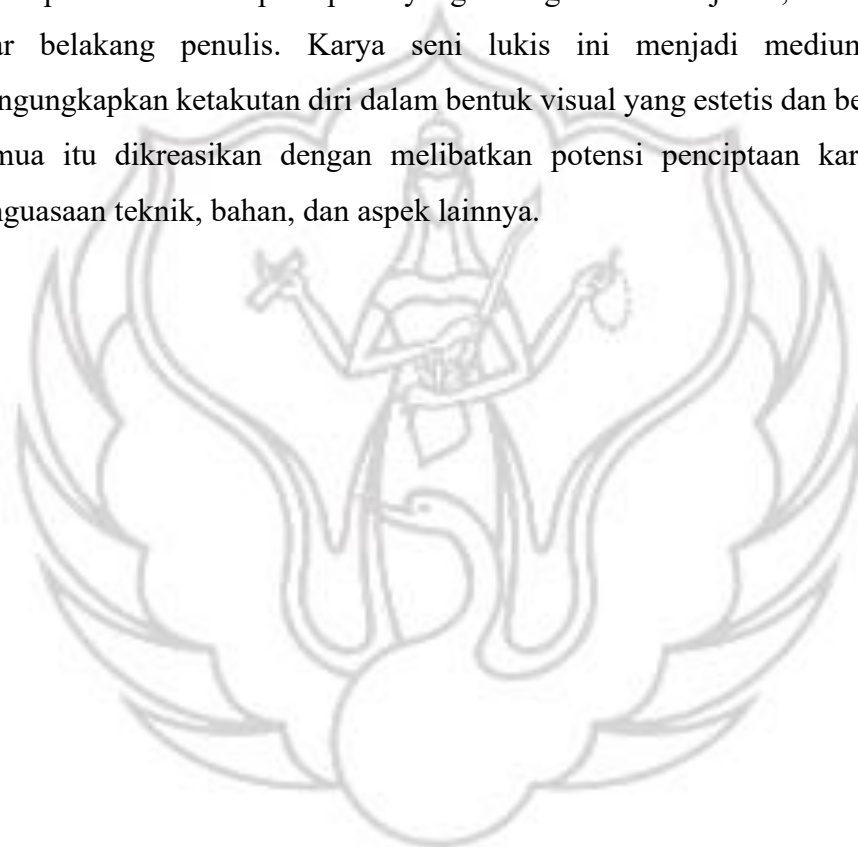 belakang penulis. Karya seni lukis ini menjadi medium
ngungkapkan ketakutan diri dalam bentuk visual yang estetis dan be
mua itu dikreasikan dengan melibatkan potensi penciptaan kar
nguasaan teknik, bahan, dan aspek lainnya.